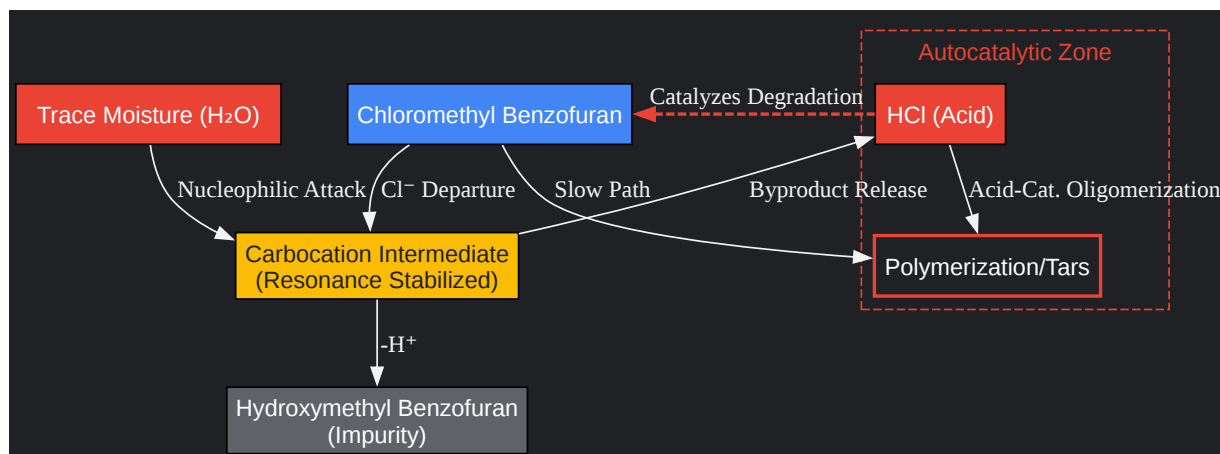 Autocatalytic Zone
Trace Moisture (H₂O)
Chloromethyl Benzofuran
Catalyzes Degradation
HCl (Acid)
Nucleophilic Attack
Cl⁻ Departure
Slow Path
Byproduct Release
Acid-Cat. Oligomerization
Carbocation Intermediate
(Resonance Stabilized)
Polymerization/Tars
-H⁺
Hydroxymethyl Benzofuran
(Impurity)